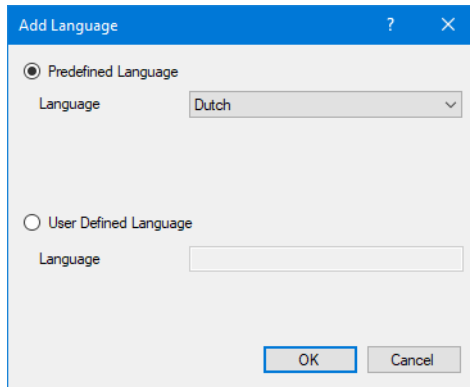 Add Language
Predefined Language
Language Dutch
User Defined Language
Language
OK Cancel